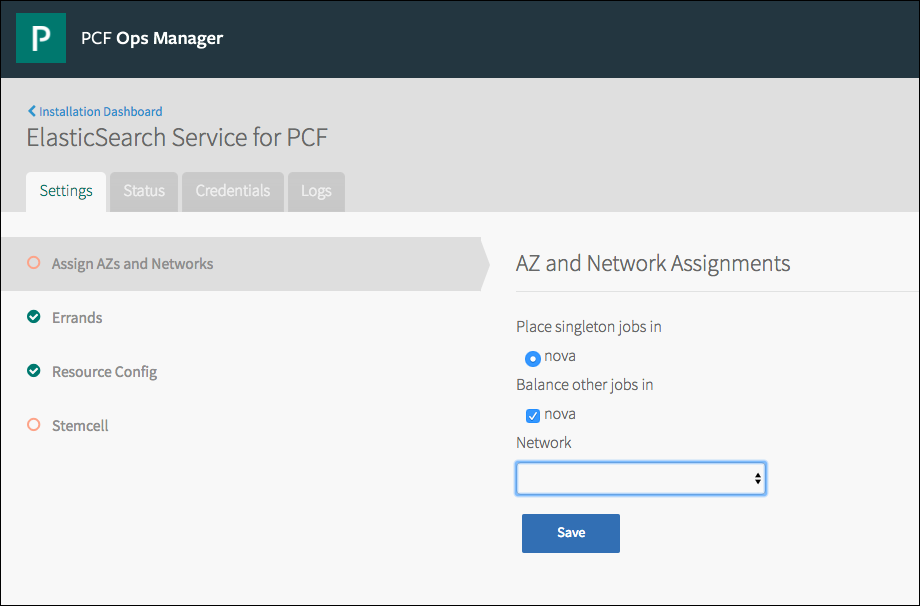 P
PCF Ops Manager
Installation Dashboard
ElasticSearch Service for PCF
Settings Status Credentials Logs
Assign AZs and Networks
Errands
Resource Config
Stemcell
AZ and Network Assignments
Place singleton jobs in
nova
Balance other jobs in
nova
Network
Save